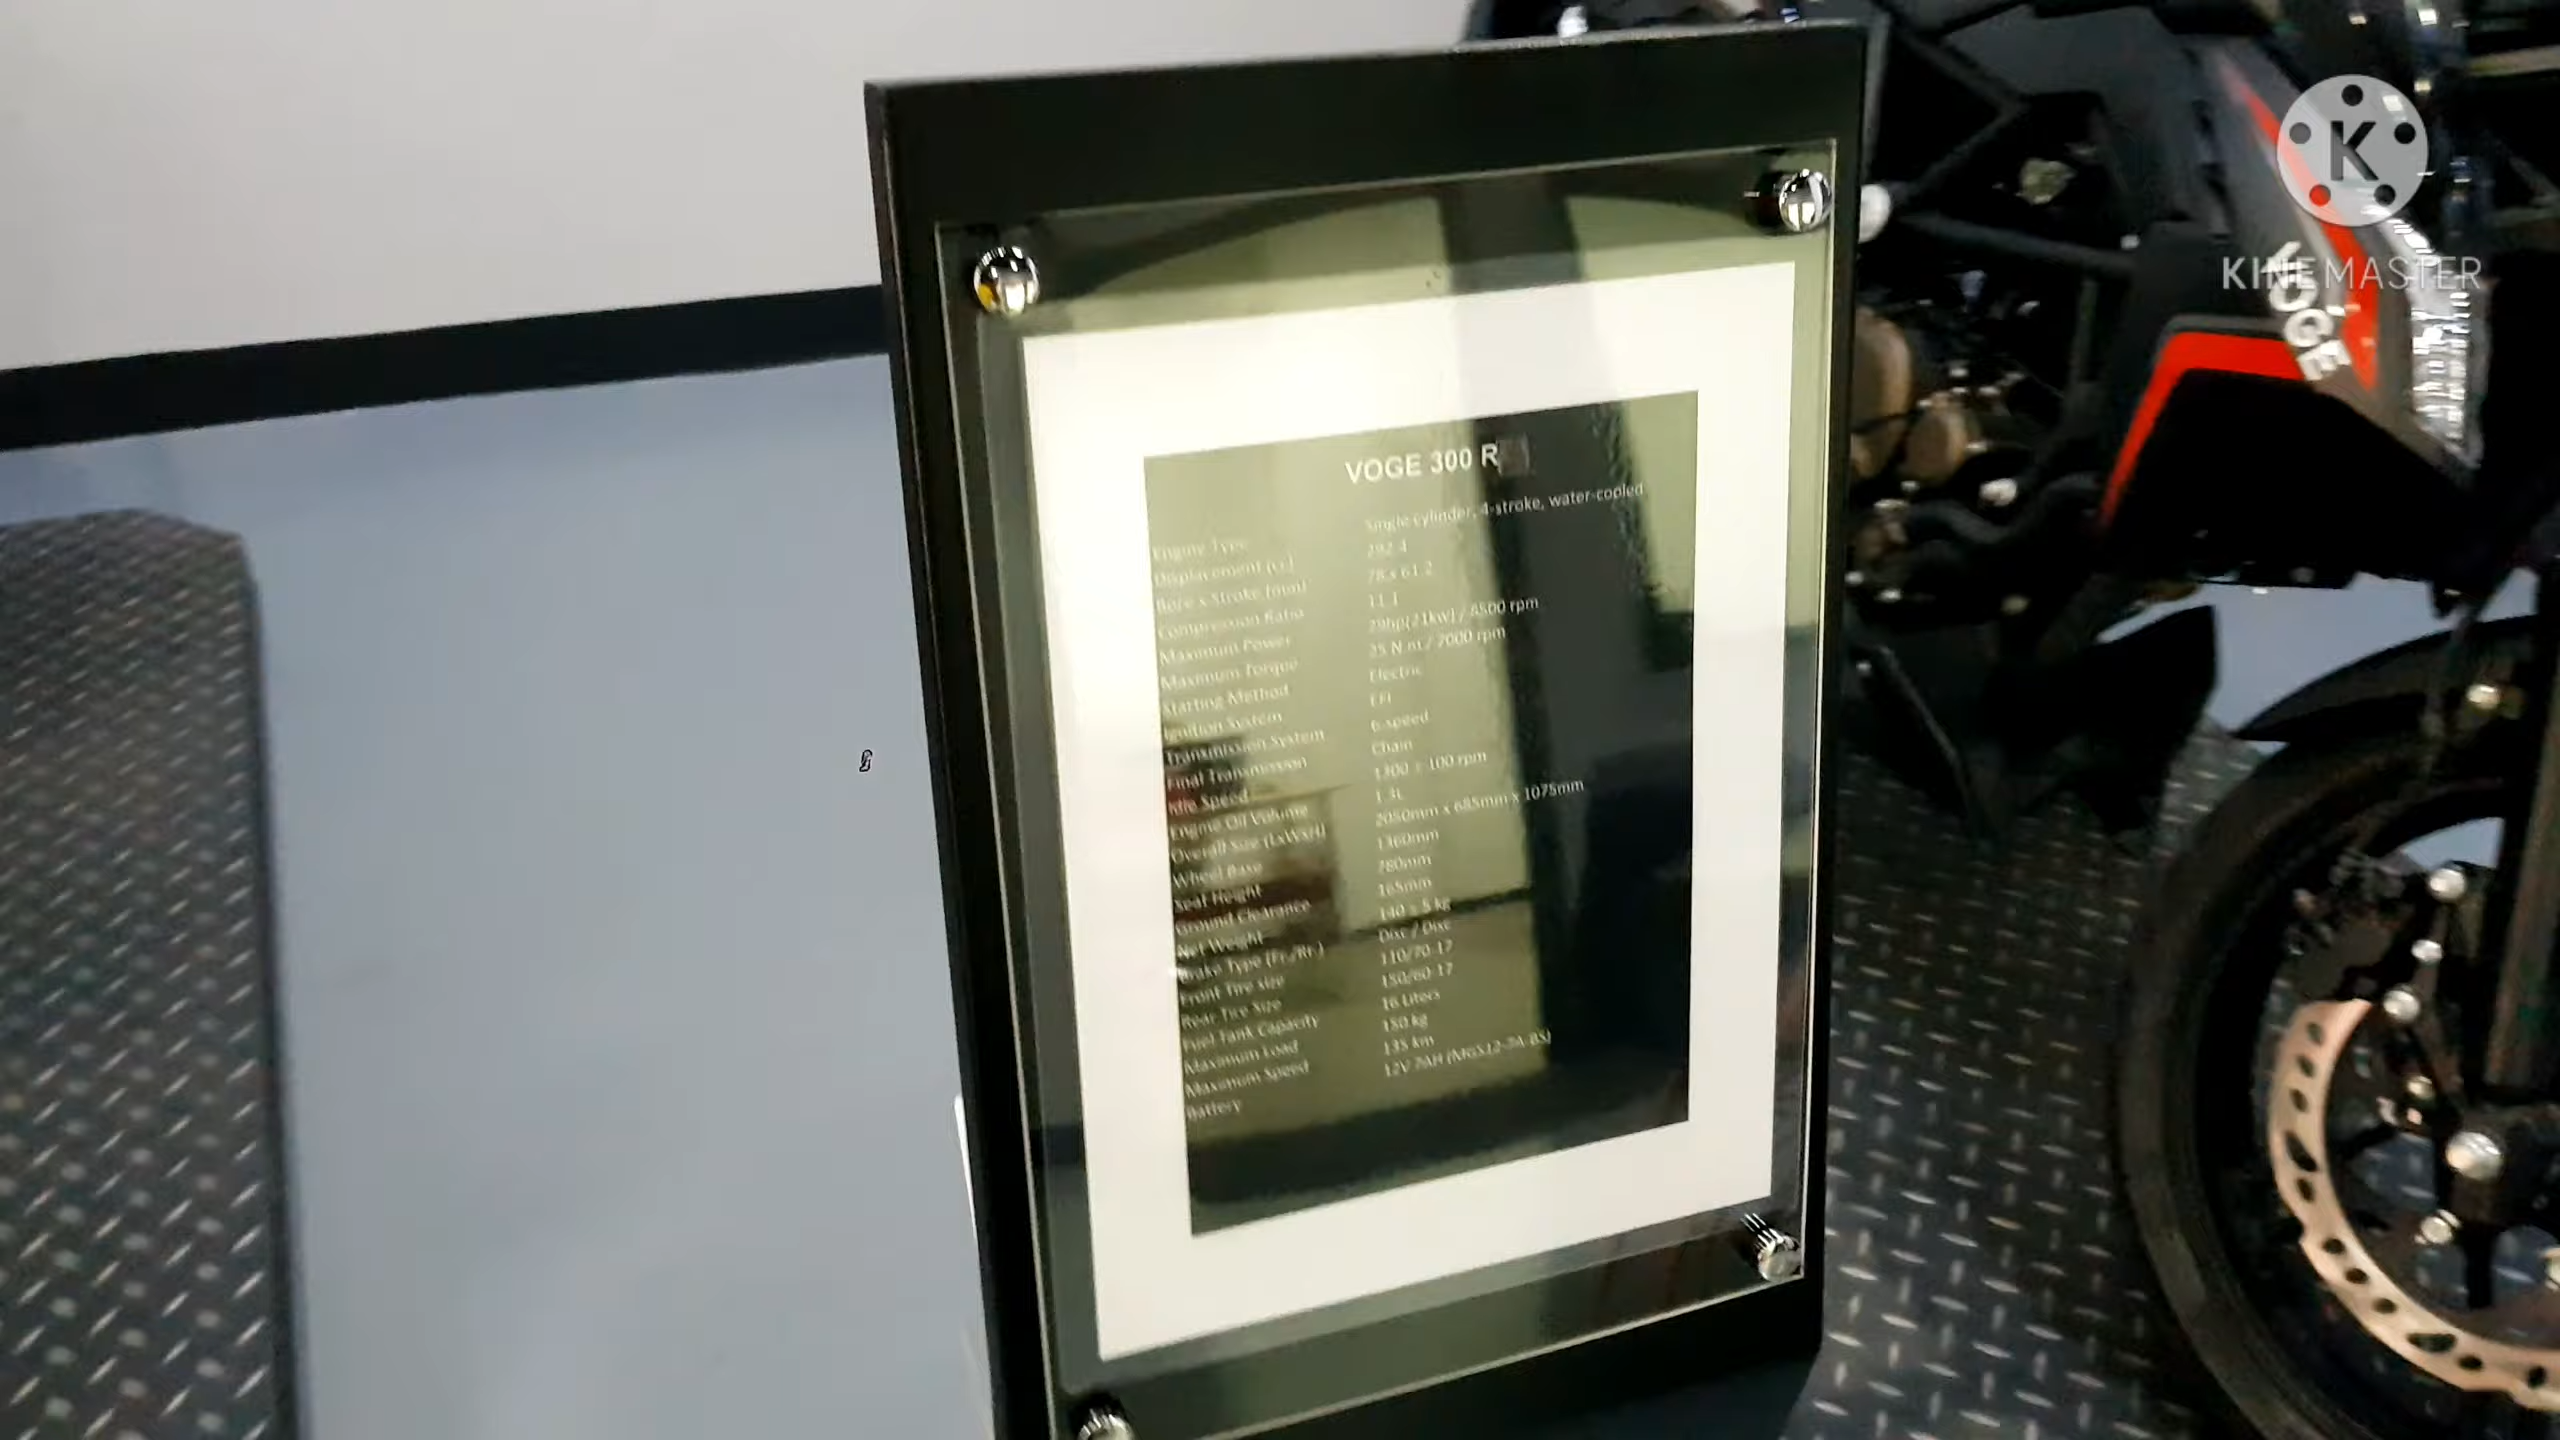 VOGE 300 R
Engine Type Single cylinder, 4-stroke, water-cooled
Displacement (cc) 292.4
Bore x Stroke (mm) 78 x 61.2
Compression Ratio 11.1
Maximum Power 29hp(21kw) / 8500 rpm
Maximum Torque 25 N.m / 7000 rpm
Starting Method Electric
Ignition System EFI
Transmission System 6-speed
Final Transmission Chain
Idle Speed 1300 ± 100 rpm
Engine Oil Volume 1.3L
Overall Size (LxWxH) 2050mm x 685mm x 1075mm
Wheel Base 1360mm
Seat Height 780mm
Ground Clearance 165mm
Net Weight 140 ± 5 kg
Brake Type (Fr./Rr.) Disc / Disc
Front Tire Size 110/70-17
Rear Tire Size 150/60-17
Fuel Tank Capacity 16 Liters
Maximum Load 150 kg
Maximum Speed 135 km
Battery 12V 7AH
K
KINEMASTER
VOGE